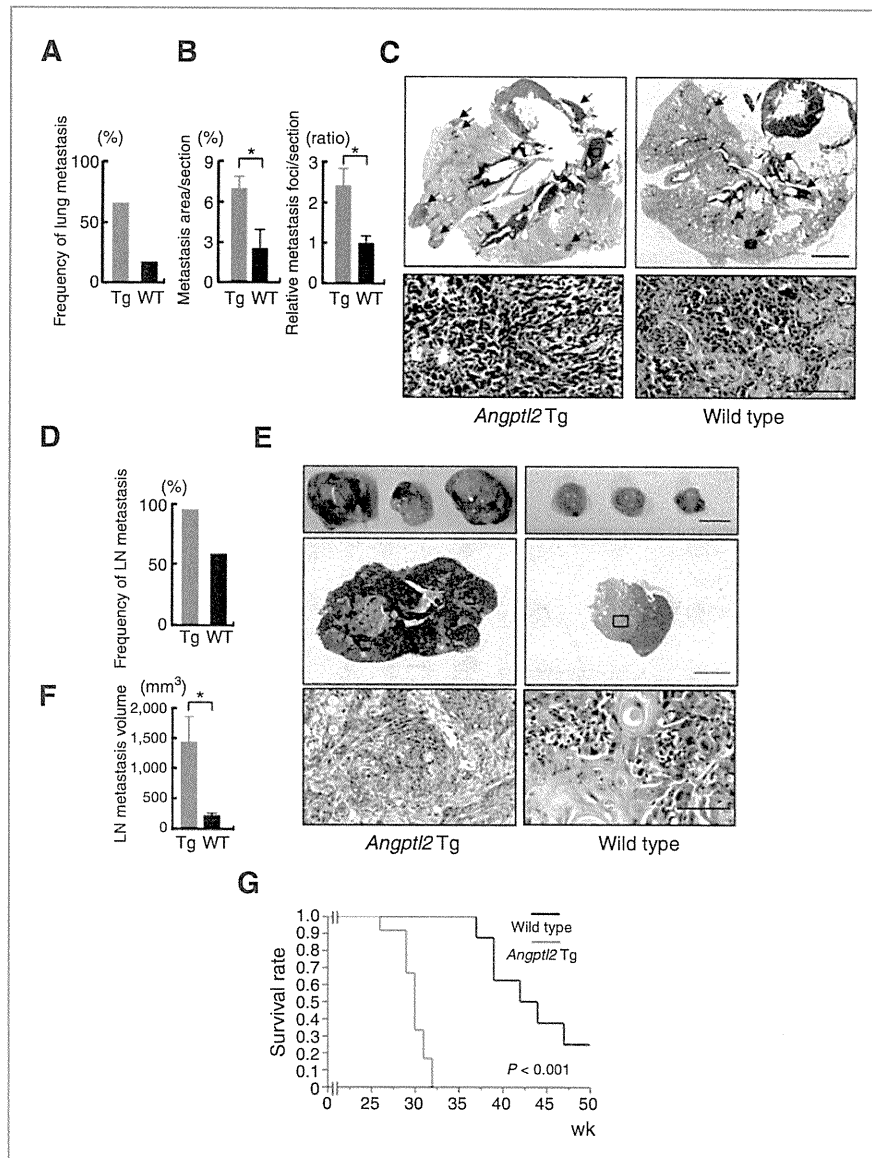 A
Frequency of lung metastasis
(%)
100
50
0
Tg WT
B
Metastasis area/section
(%)
9
6
3
0
*
Tg WT
Relative metastasis foci/section
(ratio)
3
2
1
0
*
Tg WT
C
Angptl2 Tg
Wild type
D
Frequency of LN metastasis
(%)
100
50
0
Tg WT
E
Angptl2 Tg
Wild type
F
LN metastasis volume
(mm3)
2,000
1,500
1,000
500
0
*
Tg WT
G
Survival rate
1.0
0.9
0.8
0.7
0.6
0.5
0.4
0.3
0.2
0.1
0
Wild type
Angptl2 Tg
P < 0.001
0 25 30 35 40 45 50
wk